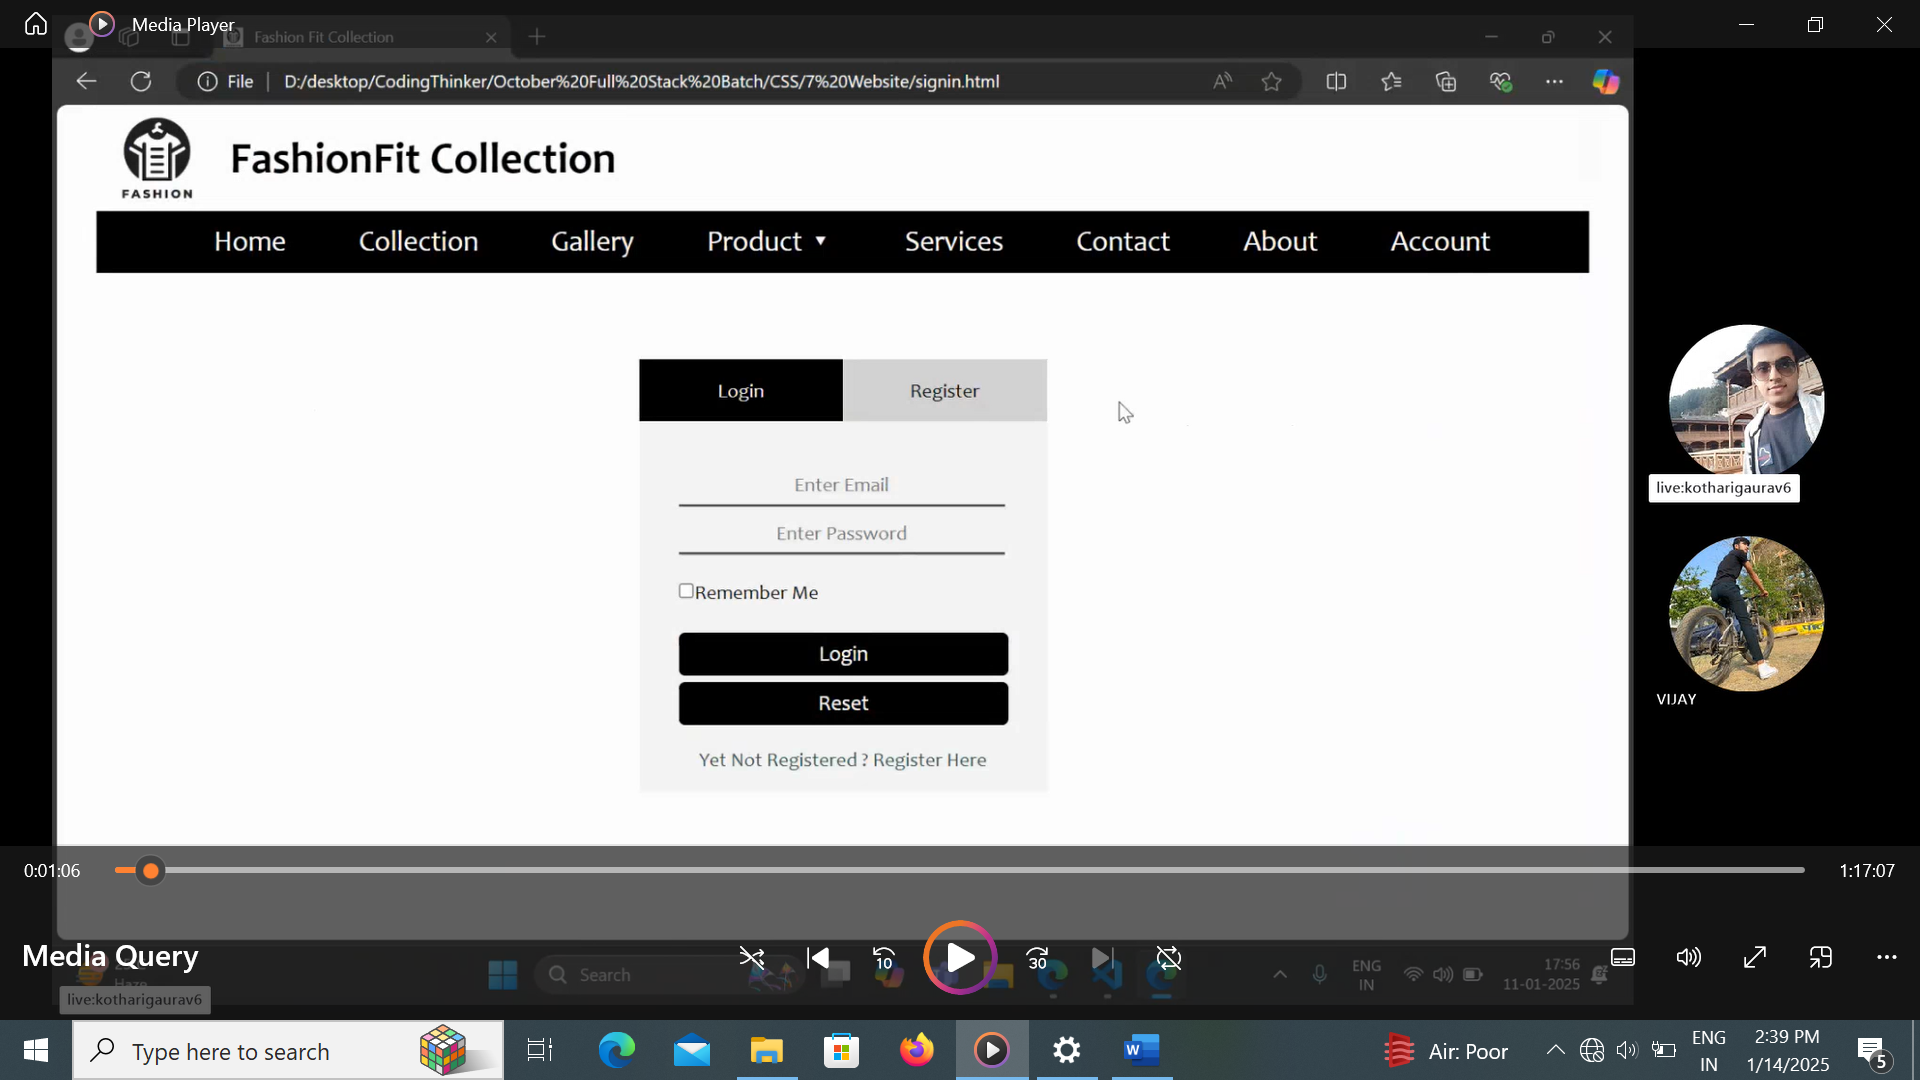 Media Player
Fashion Fit Collection
File
D:/desktop/CodingThinker/October%20Full%20Stack%20Batch/CSS/7%20Website/signin.html
FASHION
FashionFit Collection
Home Collection Gallery Product ▼ Services Contact About Account
Login Register
Enter Email
Enter Password
Remember Me
Login
Reset
Yet Not Registered ? Register Here
live:kotharigaurav6
VIJAY
0:01:06
1:17:07
Media Query
10
30
Haze
Search
ENG
IN
17:56
11-01-2025
live:kotharigaurav6
Type here to search
W
Air: Poor
ENG
IN
2:39 PM
1/14/2025
5